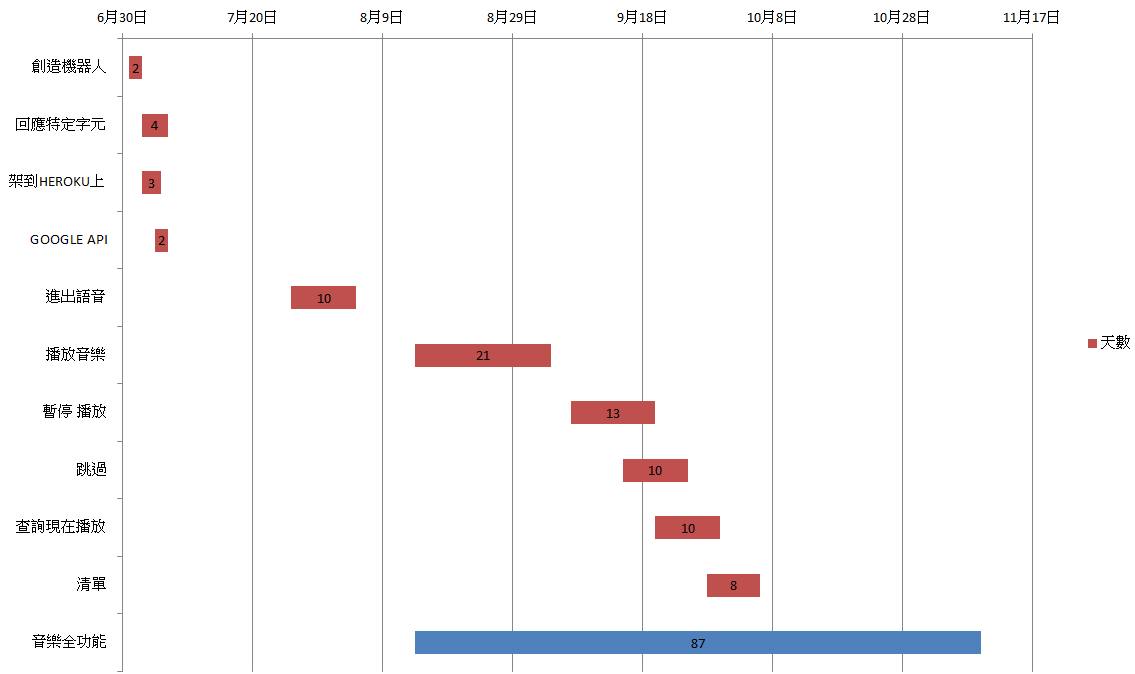 6月30日 7月20日 8月9日 8月29日 9月18日 10月8日 10月28日 11月17日
創造機器人 2
回應特定字元 4
架到HEROKU上 3
GOOGLE API 2
進出語音 10
播放音樂 21
天數
暫停 播放 13
跳過 10
查詢現在播放 10
清單 8
音樂全功能 87